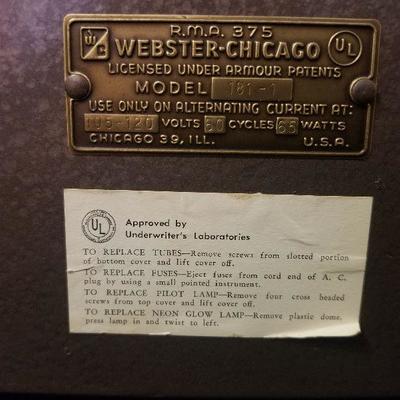 R.M.A. 375
W C WEBSTER-CHICAGO UL
LICENSED UNDER ARMOUR PATENTS
MODEL 181-1
USE ONLY ON ALTERNATING CURRENT AT:
105-120 VOLTS 60 CYCLES 65 WATTS
CHICAGO 39, ILL. U.S.A.
UL
Approved by
Underwriter's Laboratories
TO REPLACE TUBES—Remove screws from slotted portion
of bottom cover and lift cover off.
TO REPLACE FUSES—Eject fuses from cord end of A. C.
plug by using a small pointed instrument.
TO REPLACE PILOT LAMP—Remove four cross headed
screws from top cover and lift cover off.
TO REPLACE NEON GLOW LAMP—Remove plastic dome,
press lamp in and twist to left.